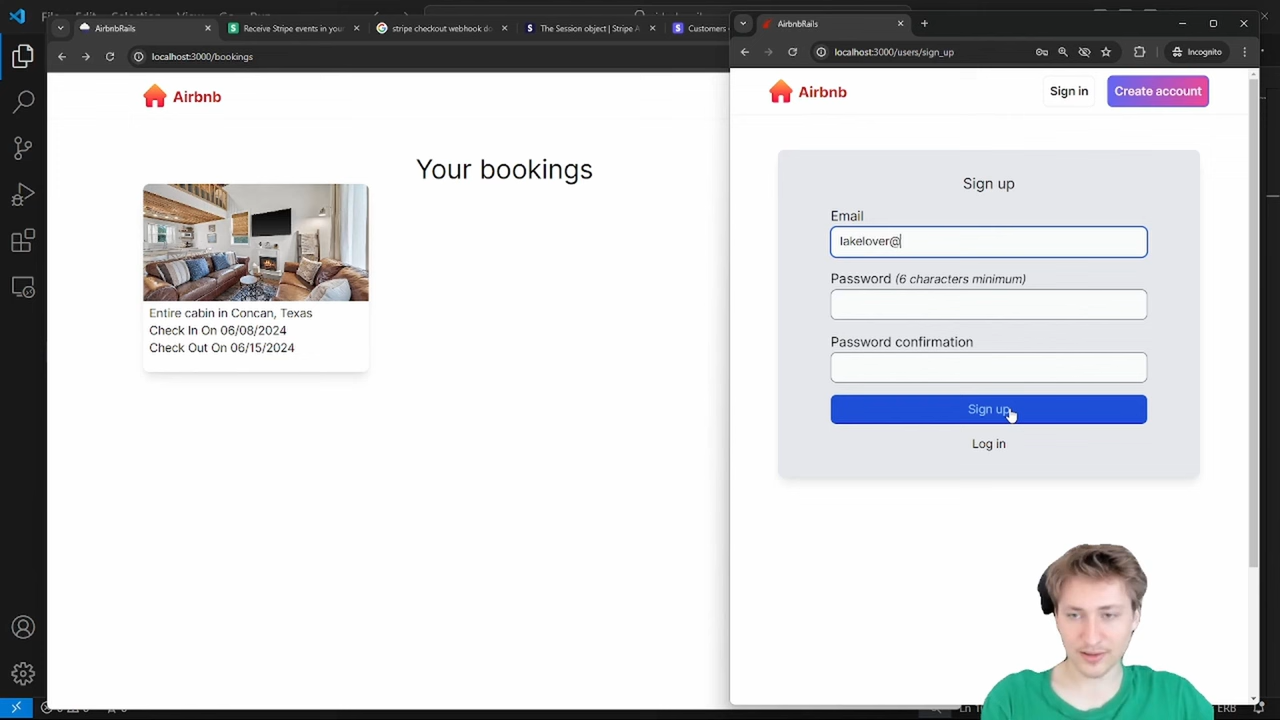 AirbnbRails
Receive Stripe events in your
stripe checkout webhook do
The Session object | Stripe A
Customers
AirbnbRails
localhost:3000/bookings
localhost:3000/users/sign_up
Incognito
Airbnb
Your bookings
Entire cabin in Concan, Texas
Check In On 06/08/2024
Check Out On 06/15/2024
Airbnb
Sign in
Create account
Sign up
Email
lakelover@
Password (6 characters minimum)
Password confirmation
Sign up
Log in
ERB